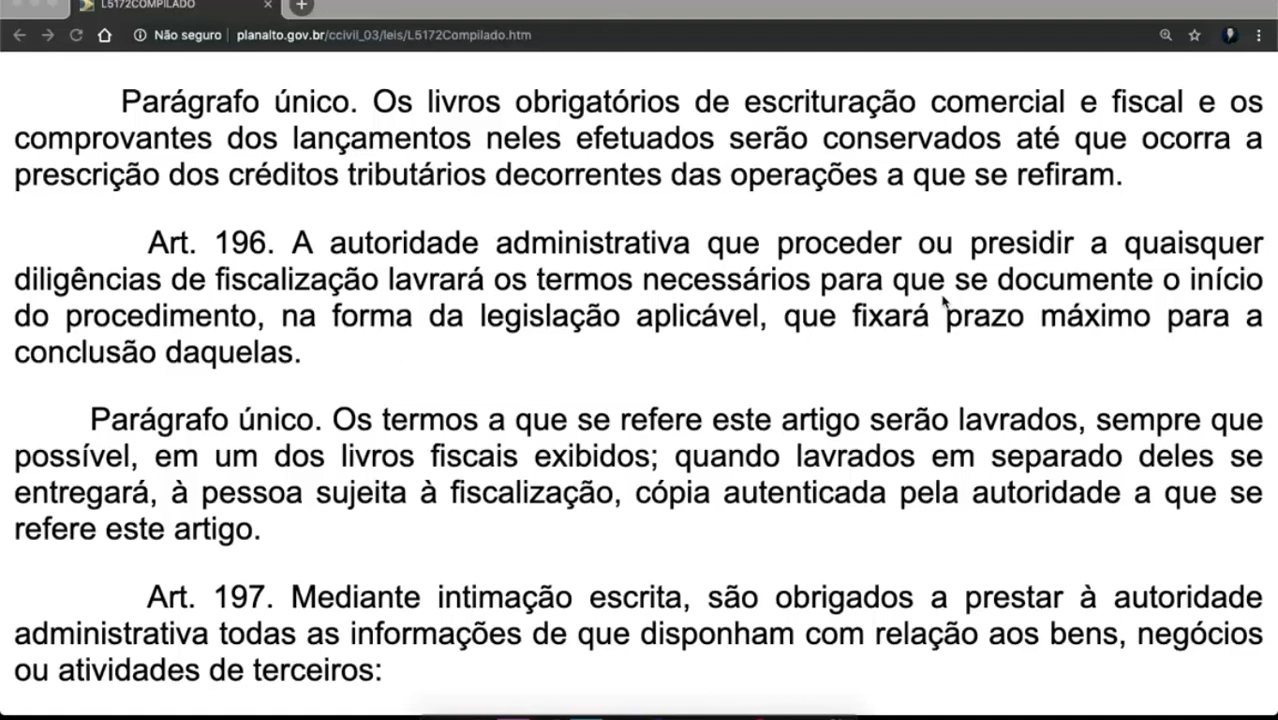 L5172COMPILADO
Não seguro planalto.gov.br/ccivil_03/leis/L5172Compilado.htm
Parágrafo único. Os livros obrigatórios de escrituração comercial e fiscal e os
comprovantes dos lançamentos neles efetuados serão conservados até que ocorra a
prescrição dos créditos tributários decorrentes das operações a que se refiram.
Art. 196. A autoridade administrativa que proceder ou presidir a quaisquer
diligências de fiscalização lavrará os termos necessários para que se documente o início
do procedimento, na forma da legislação aplicável, que fixará prazo máximo para a
conclusão daquelas.
Parágrafo único. Os termos a que se refere este artigo serão lavrados, sempre que
possível, em um dos livros fiscais exibidos; quando lavrados em separado deles se
entregará, à pessoa sujeita à fiscalização, cópia autenticada pela autoridade a que se
refere este artigo.
Art. 197. Mediante intimação escrita, são obrigados a prestar à autoridade
administrativa todas as informações de que disponham com relação aos bens, negócios
ou atividades de terceiros: